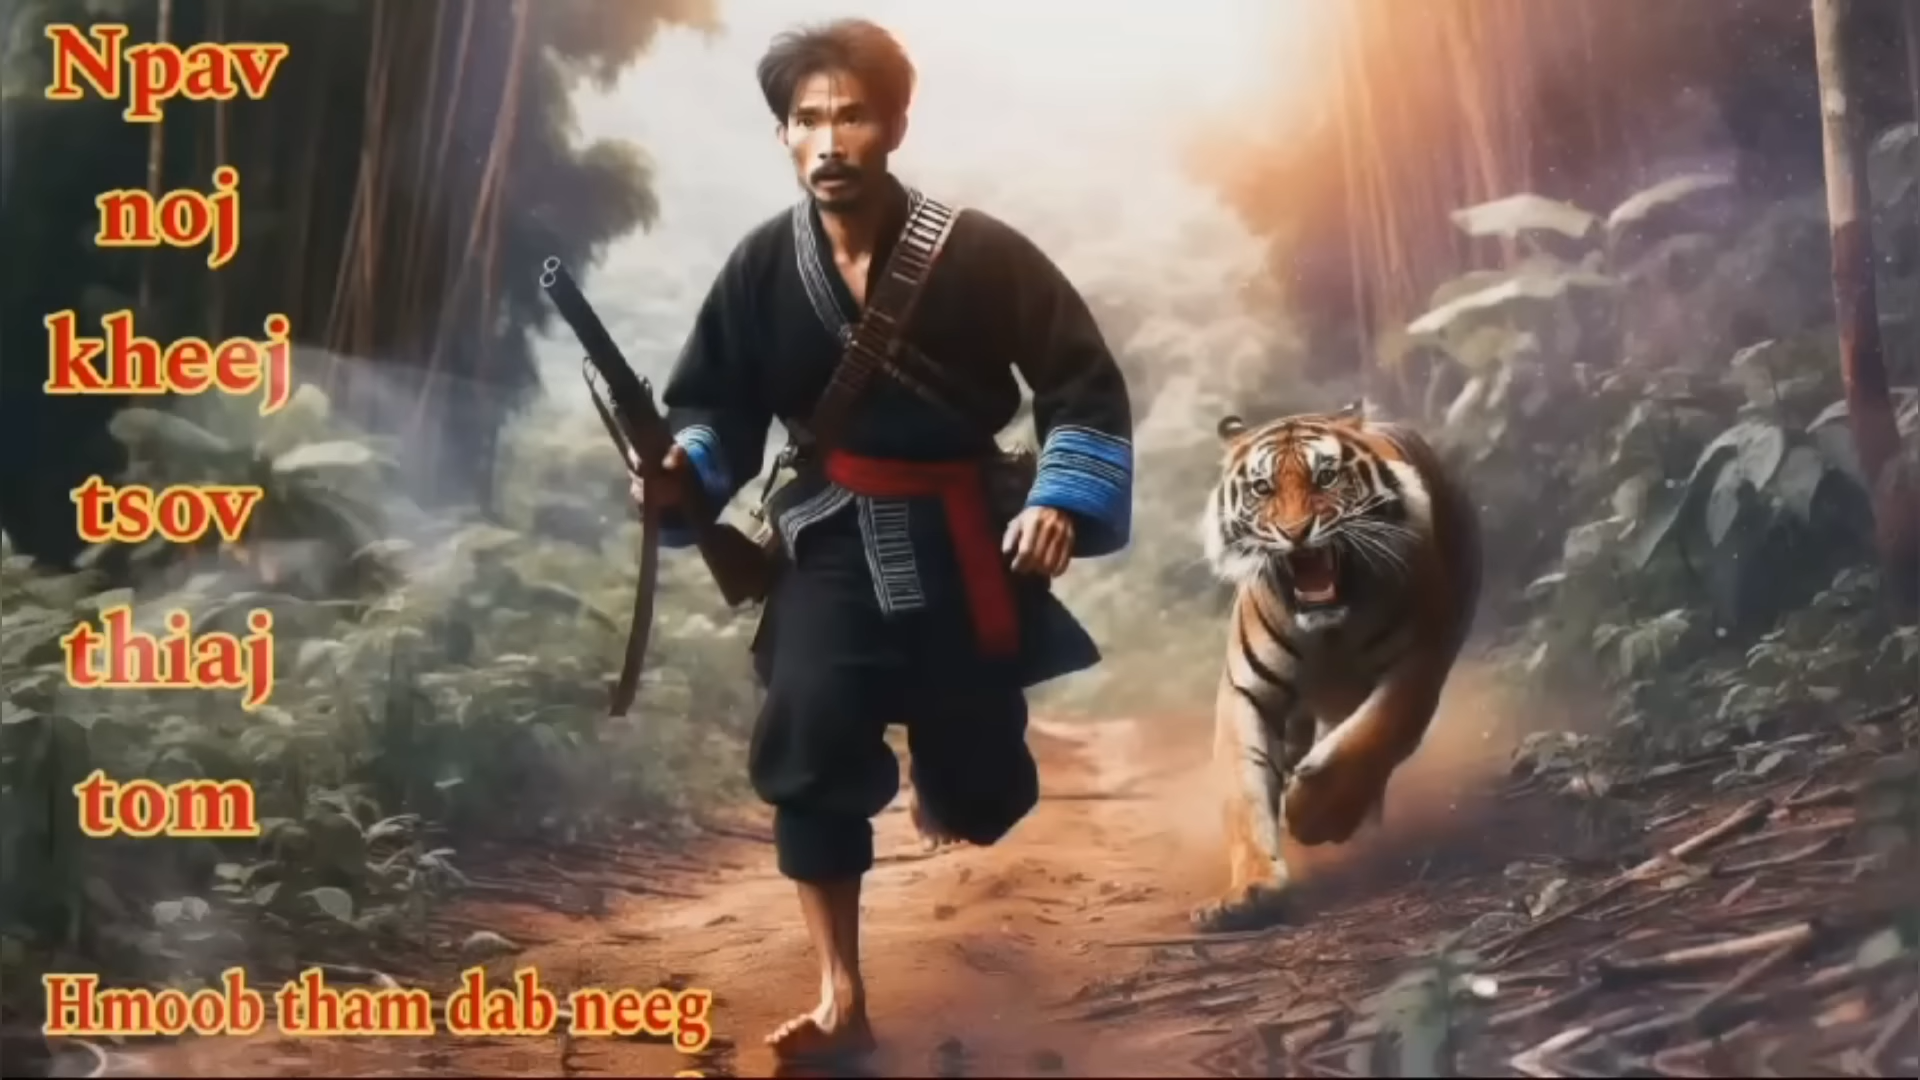 Npav
noj
kheej
tsov
thiaj
tom
Hmoob tham dab neeg